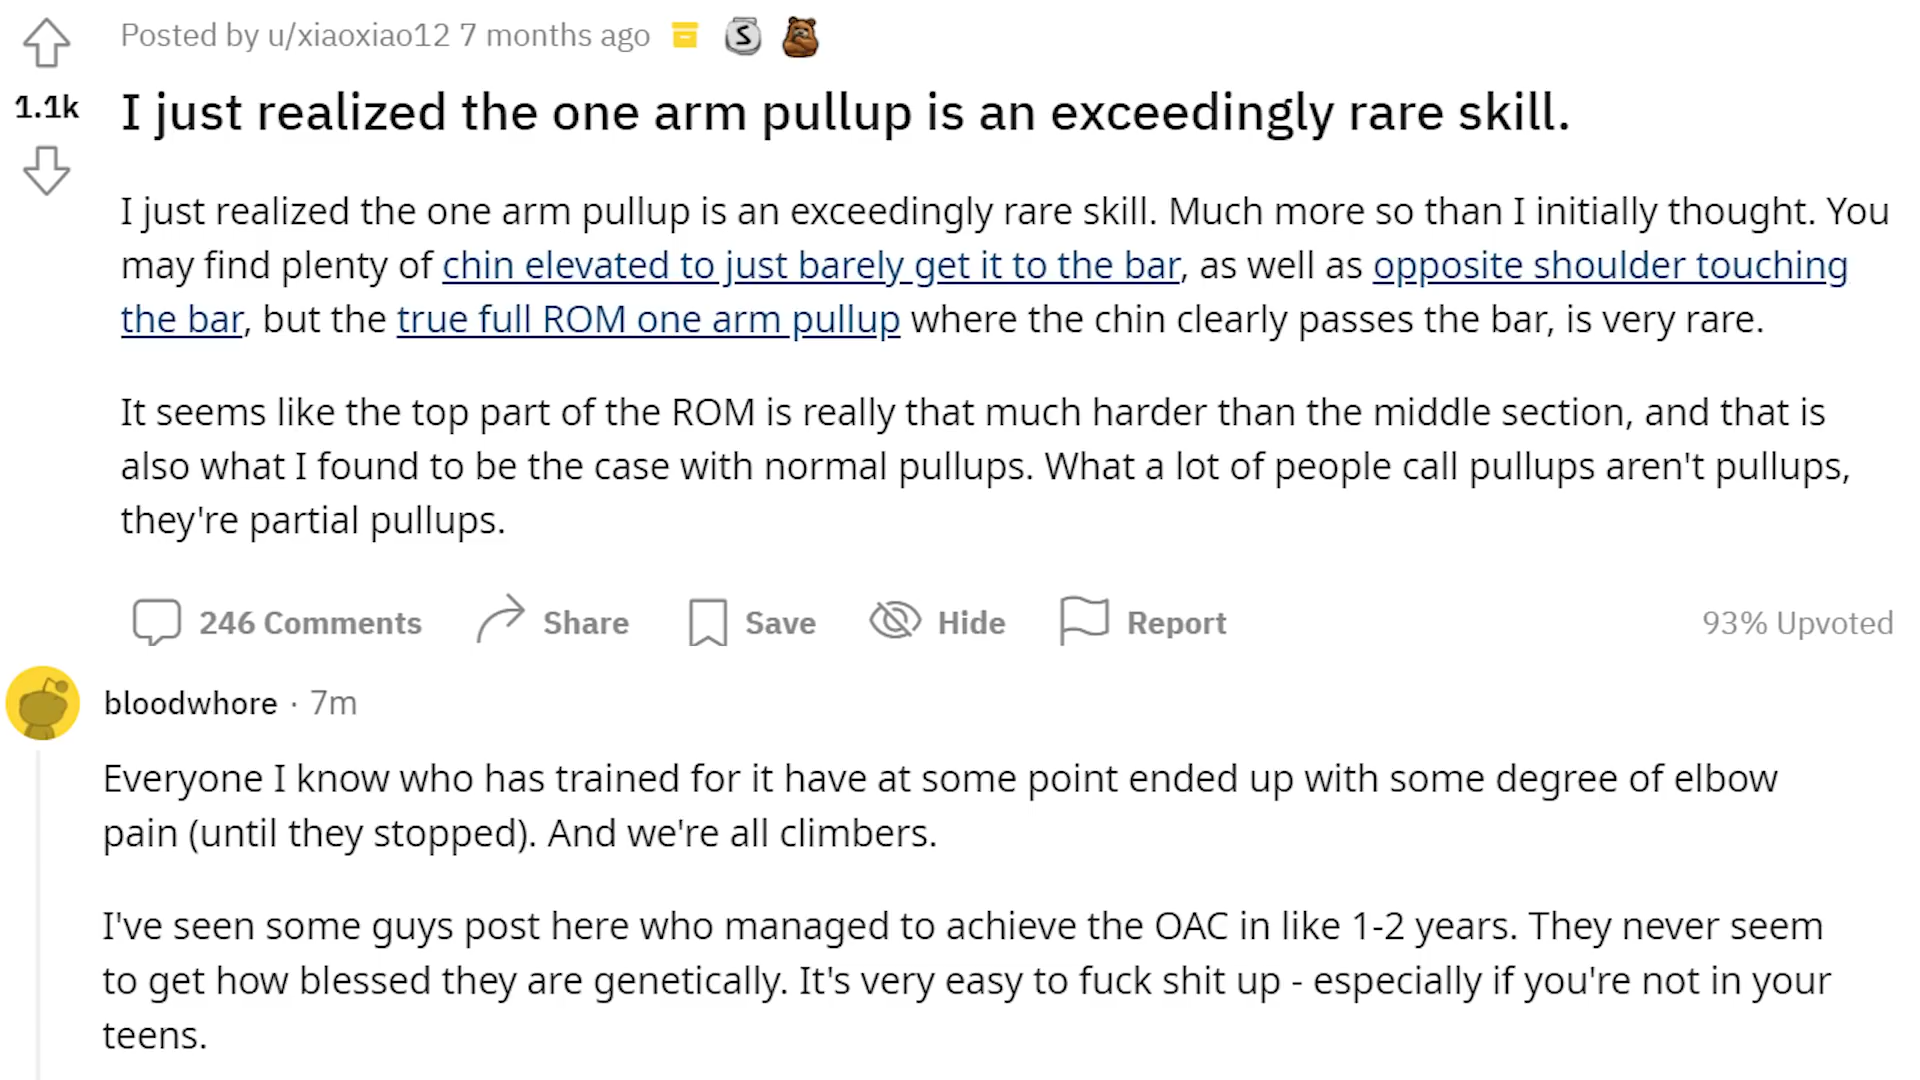 Posted by u/xiaoxiao12 7 months ago
1.1k
I just realized the one arm pullup is an exceedingly rare skill.
I just realized the one arm pullup is an exceedingly rare skill. Much more so than I initially thought. You
may find plenty of chin elevated to just barely get it to the bar, as well as opposite shoulder touching
the bar, but the true full ROM one arm pullup where the chin clearly passes the bar, is very rare.
It seems like the top part of the ROM is really that much harder than the middle section, and that is
also what I found to be the case with normal pullups. What a lot of people call pullups aren't pullups,
they're partial pullups.
246 Comments Share Save Hide Report 93% Upvoted
bloodwhore · 7m
Everyone I know who has trained for it have at some point ended up with some degree of elbow
pain (until they stopped). And we're all climbers.
I've seen some guys post here who managed to achieve the OAC in like 1-2 years. They never seem
to get how blessed they are genetically. It's very easy to fuck shit up - especially if you're not in your
teens.